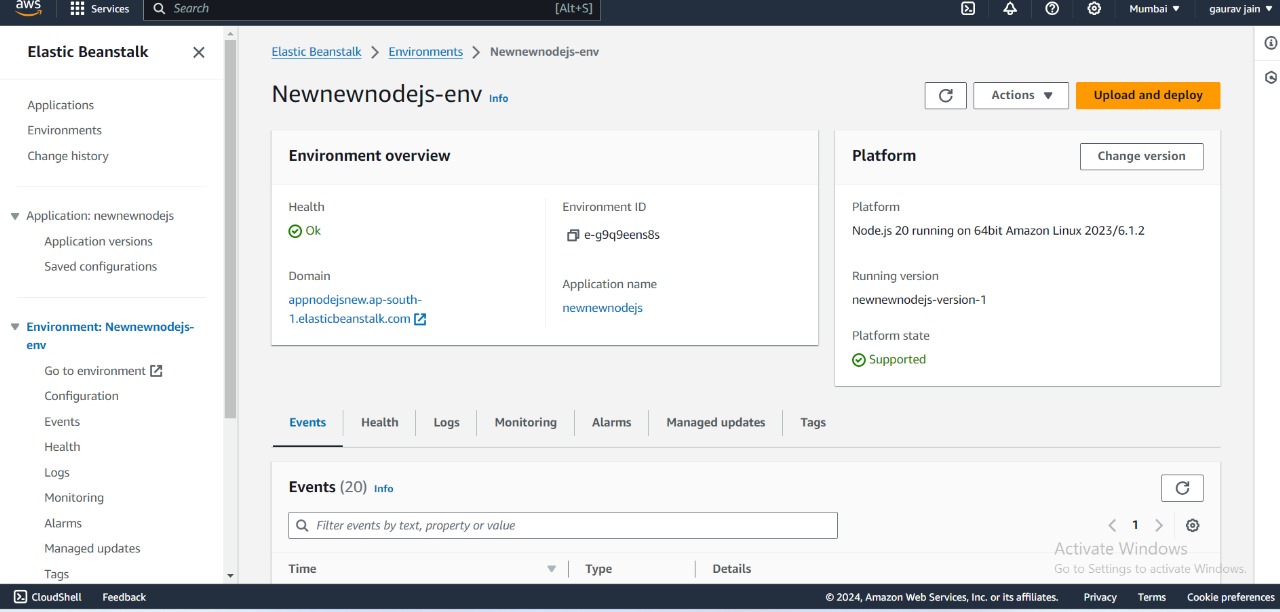 aws
Services
Search
[Alt+S]
Mumbai
gaurav jain
Elastic Beanstalk
Applications
Environments
Change history
Application: newnewnodejs
Application versions
Saved configurations
Environment: Newnewnodejs-
env
Go to environment
Configuration
Events
Health
Logs
Monitoring
Alarms
Managed updates
Tags
Elastic Beanstalk
Environments
Newnewnodejs-env
Newnewnodejs-env Info
Actions
Upload and deploy
Environment overview
Health
Ok
Domain
appnodejsnew.ap-south-
1.elasticbeanstalk.com
Environment ID
e-g9q9eens8s
Application name
newnewnodejs
Platform
Change version
Platform
Node.js 20 running on 64bit Amazon Linux 2023/6.1.2
Running version
newnewnodejs-version-1
Platform state
Supported
Events
Health
Logs
Monitoring
Alarms
Managed updates
Tags
Events (20) Info
Filter events by text, property or value
1
Time
Type
Details
Activate Windows
Go to Settings to activate Windows.
CloudShell
Feedback
© 2024, Amazon Web Services, Inc. or its affiliates.
Privacy
Terms
Cookie preferences